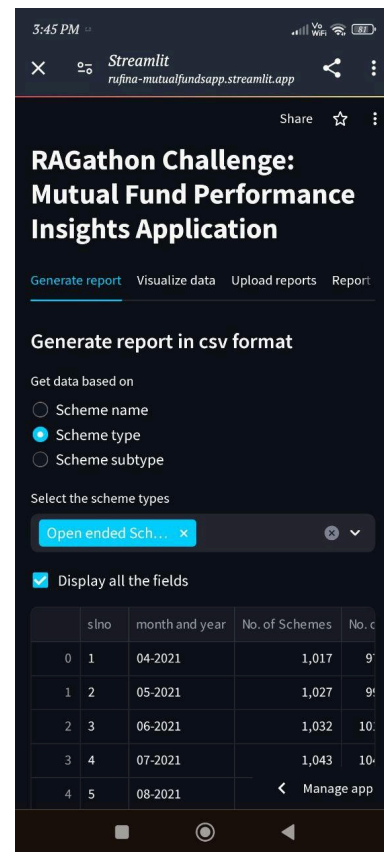 3:45 PM
Vo
WiFi
81
Streamlit
rufina-mutualfundsapp.streamlit.app
Share
RAGathon Challenge:
Mutual Fund Performance
Insights Application
Generate report Visualize data Upload reports Report
Generate report in csv format
Get data based on
Scheme name
Scheme type
Scheme subtype
Select the scheme types
Open ended Sch...
Display all the fields
slno month and year No. of Schemes No. c
0 1 04-2021 1,017
1 2 05-2021 1,027
2 3 06-2021 1,032
3 4 07-2021 1,043
4 5 08-2021
Manage app